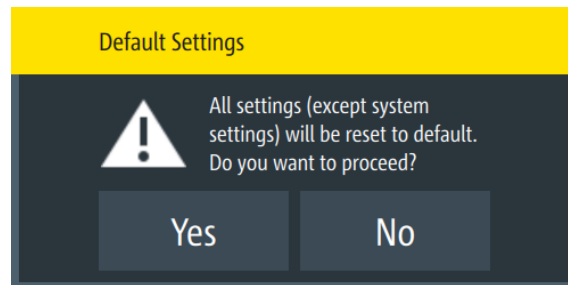 Default Settings
All settings (except system
settings) will be reset to default.
Do you want to proceed?
Yes
No